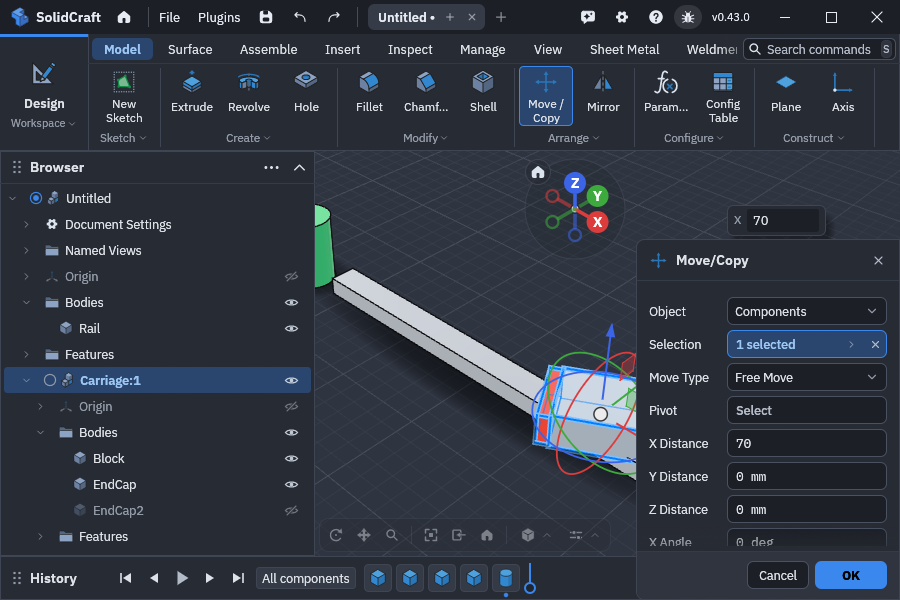 SolidCraft
File
Plugins
Untitled •
v0.43.0
Design
Workspace
Model
Surface
Assemble
Insert
Inspect
Manage
View
Sheet Metal
Weldme
Search commands
S
New Sketch
Extrude
Revolve
Hole
Fillet
Chamf...
Shell
Move / Copy
Mirror
Param...
Config Table
Plane
Axis
Sketch
Create
Modify
Arrange
Configure
Construct
Browser
Untitled
Document Settings
Named Views
Origin
Bodies
Rail
Features
Carriage:1
Origin
Bodies
Block
EndCap
EndCap2
Features
Z
Y
X
X 70
Move/Copy
Object
Components
Selection
1 selected
Move Type
Free Move
Pivot
Select
X Distance
70
Y Distance
0 mm
Z Distance
0 mm
X Angle
0 deg
Cancel
OK
History
All components